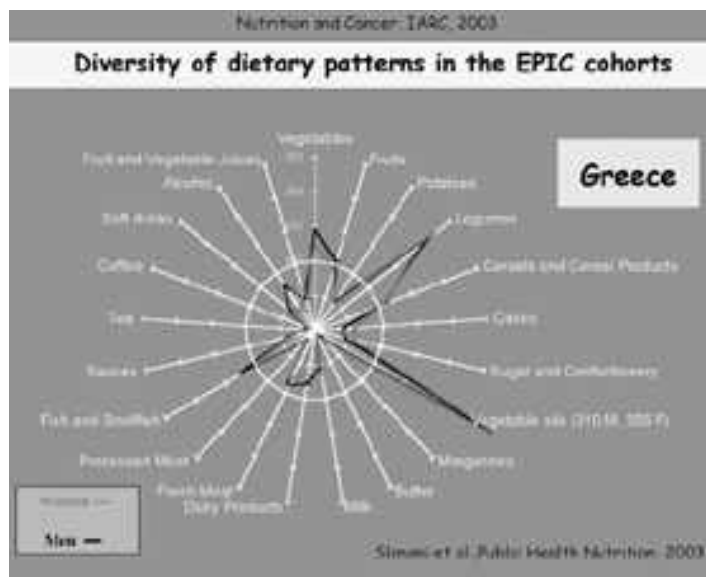 Nutrition and Cancer. IARC, 2003
Diversity of dietary patterns in the EPIC cohorts
Greece
Vegetables
Fruit and Vegetable Juices
Fruits
Alcohol
Potatoes
Soft drinks
Legumes
Coffee
Cereals and Cereal Products
Tea
Cakes
Sauces
Sugar and Confectionery
Fish and Shellfish
Vegetable oils (310 M,
Processed Meat
Margarines
Fresh Meat
Butter
Dairy Products
Milk
Men
Slimani et al. Public Health Nutrition. 2003